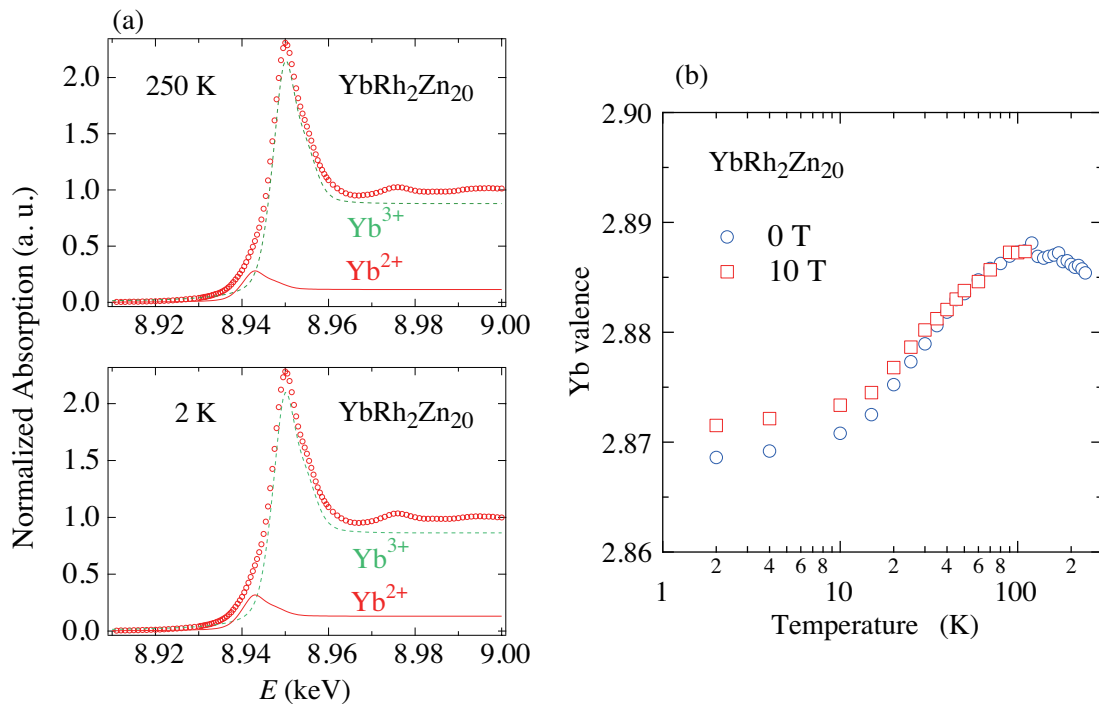 (a)
2.0
1.5
1.0
0.5
0.0
250 K
YbRh₂Zn₂₀
Yb³⁺
Yb²⁺
8.92 8.94 8.96 8.98 9.00
2.0
1.5
1.0
0.5
0.0
2 K
YbRh₂Zn₂₀
Yb³⁺
Yb²⁺
8.92 8.94 8.96 8.98 9.00
E (keV)
Normalized Absorption (a. u.)
(b)
2.90
2.89
2.88
2.87
2.86
Yb valence
YbRh₂Zn₂₀
0 T
10 T
2 4 6 8 2 4 6 8 2
1 10 100
Temperature (K)